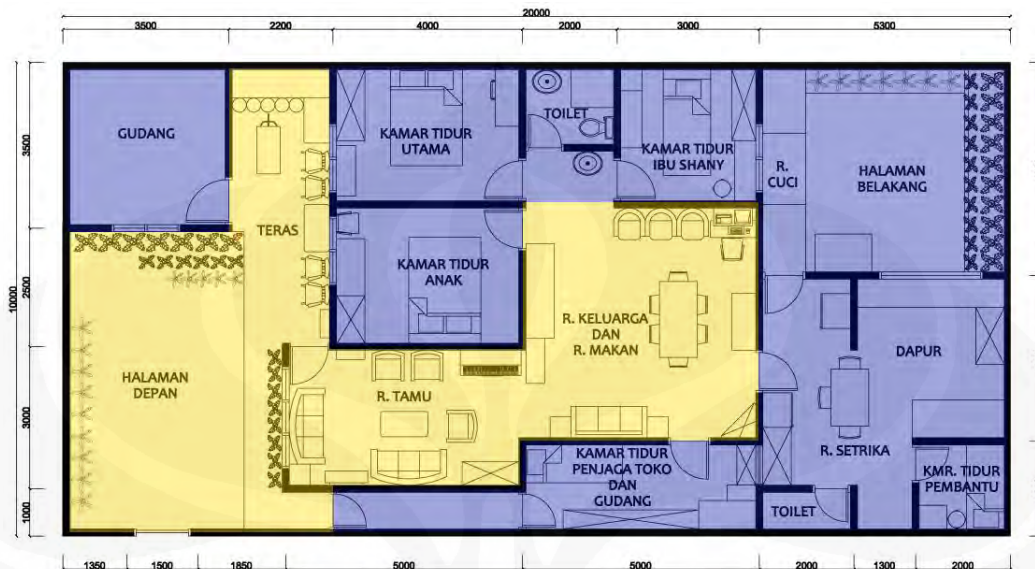 20000
3500 2200 4000 2000 3000 5300
3500
2500
10000
3000
1000
GUDANG
TERAS
HALAMAN
DEPAN
KAMAR TIDUR
UTAMA
TOILET
KAMAR TIDUR
IBU SHANY
R.
CUCI
HALAMAN
BELAKANG
KAMAR TIDUR
ANAK
R. KELUARGA
DAN
R. MAKAN
DAPUR
R. TAMU
R. SETRIKA
KAMAR TIDUR
PENJAGA TOKO
DAN
GUDANG
KMR. TIDUR
PEMBANTU
TOILET
1350 1500 1850 5000 5000 2000 1300 2000